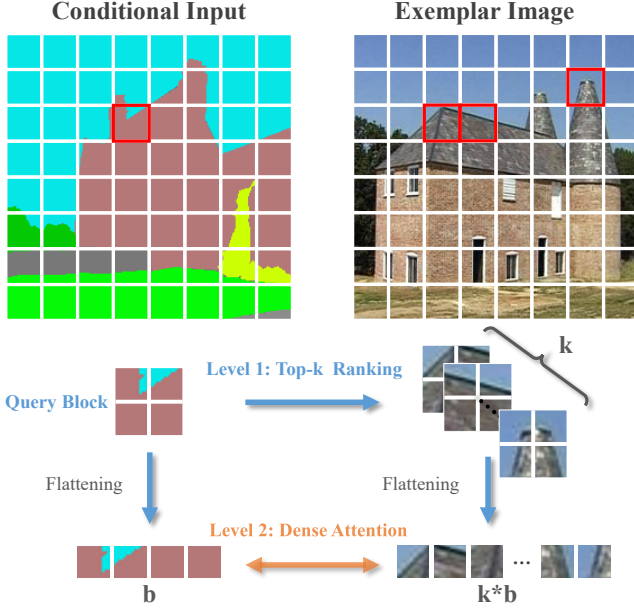 Conditional Input
Exemplar Image
k
Level 1: Top-k Ranking
Query Block
Flattening
Flattening
Level 2: Dense Attention
...
b
k*b